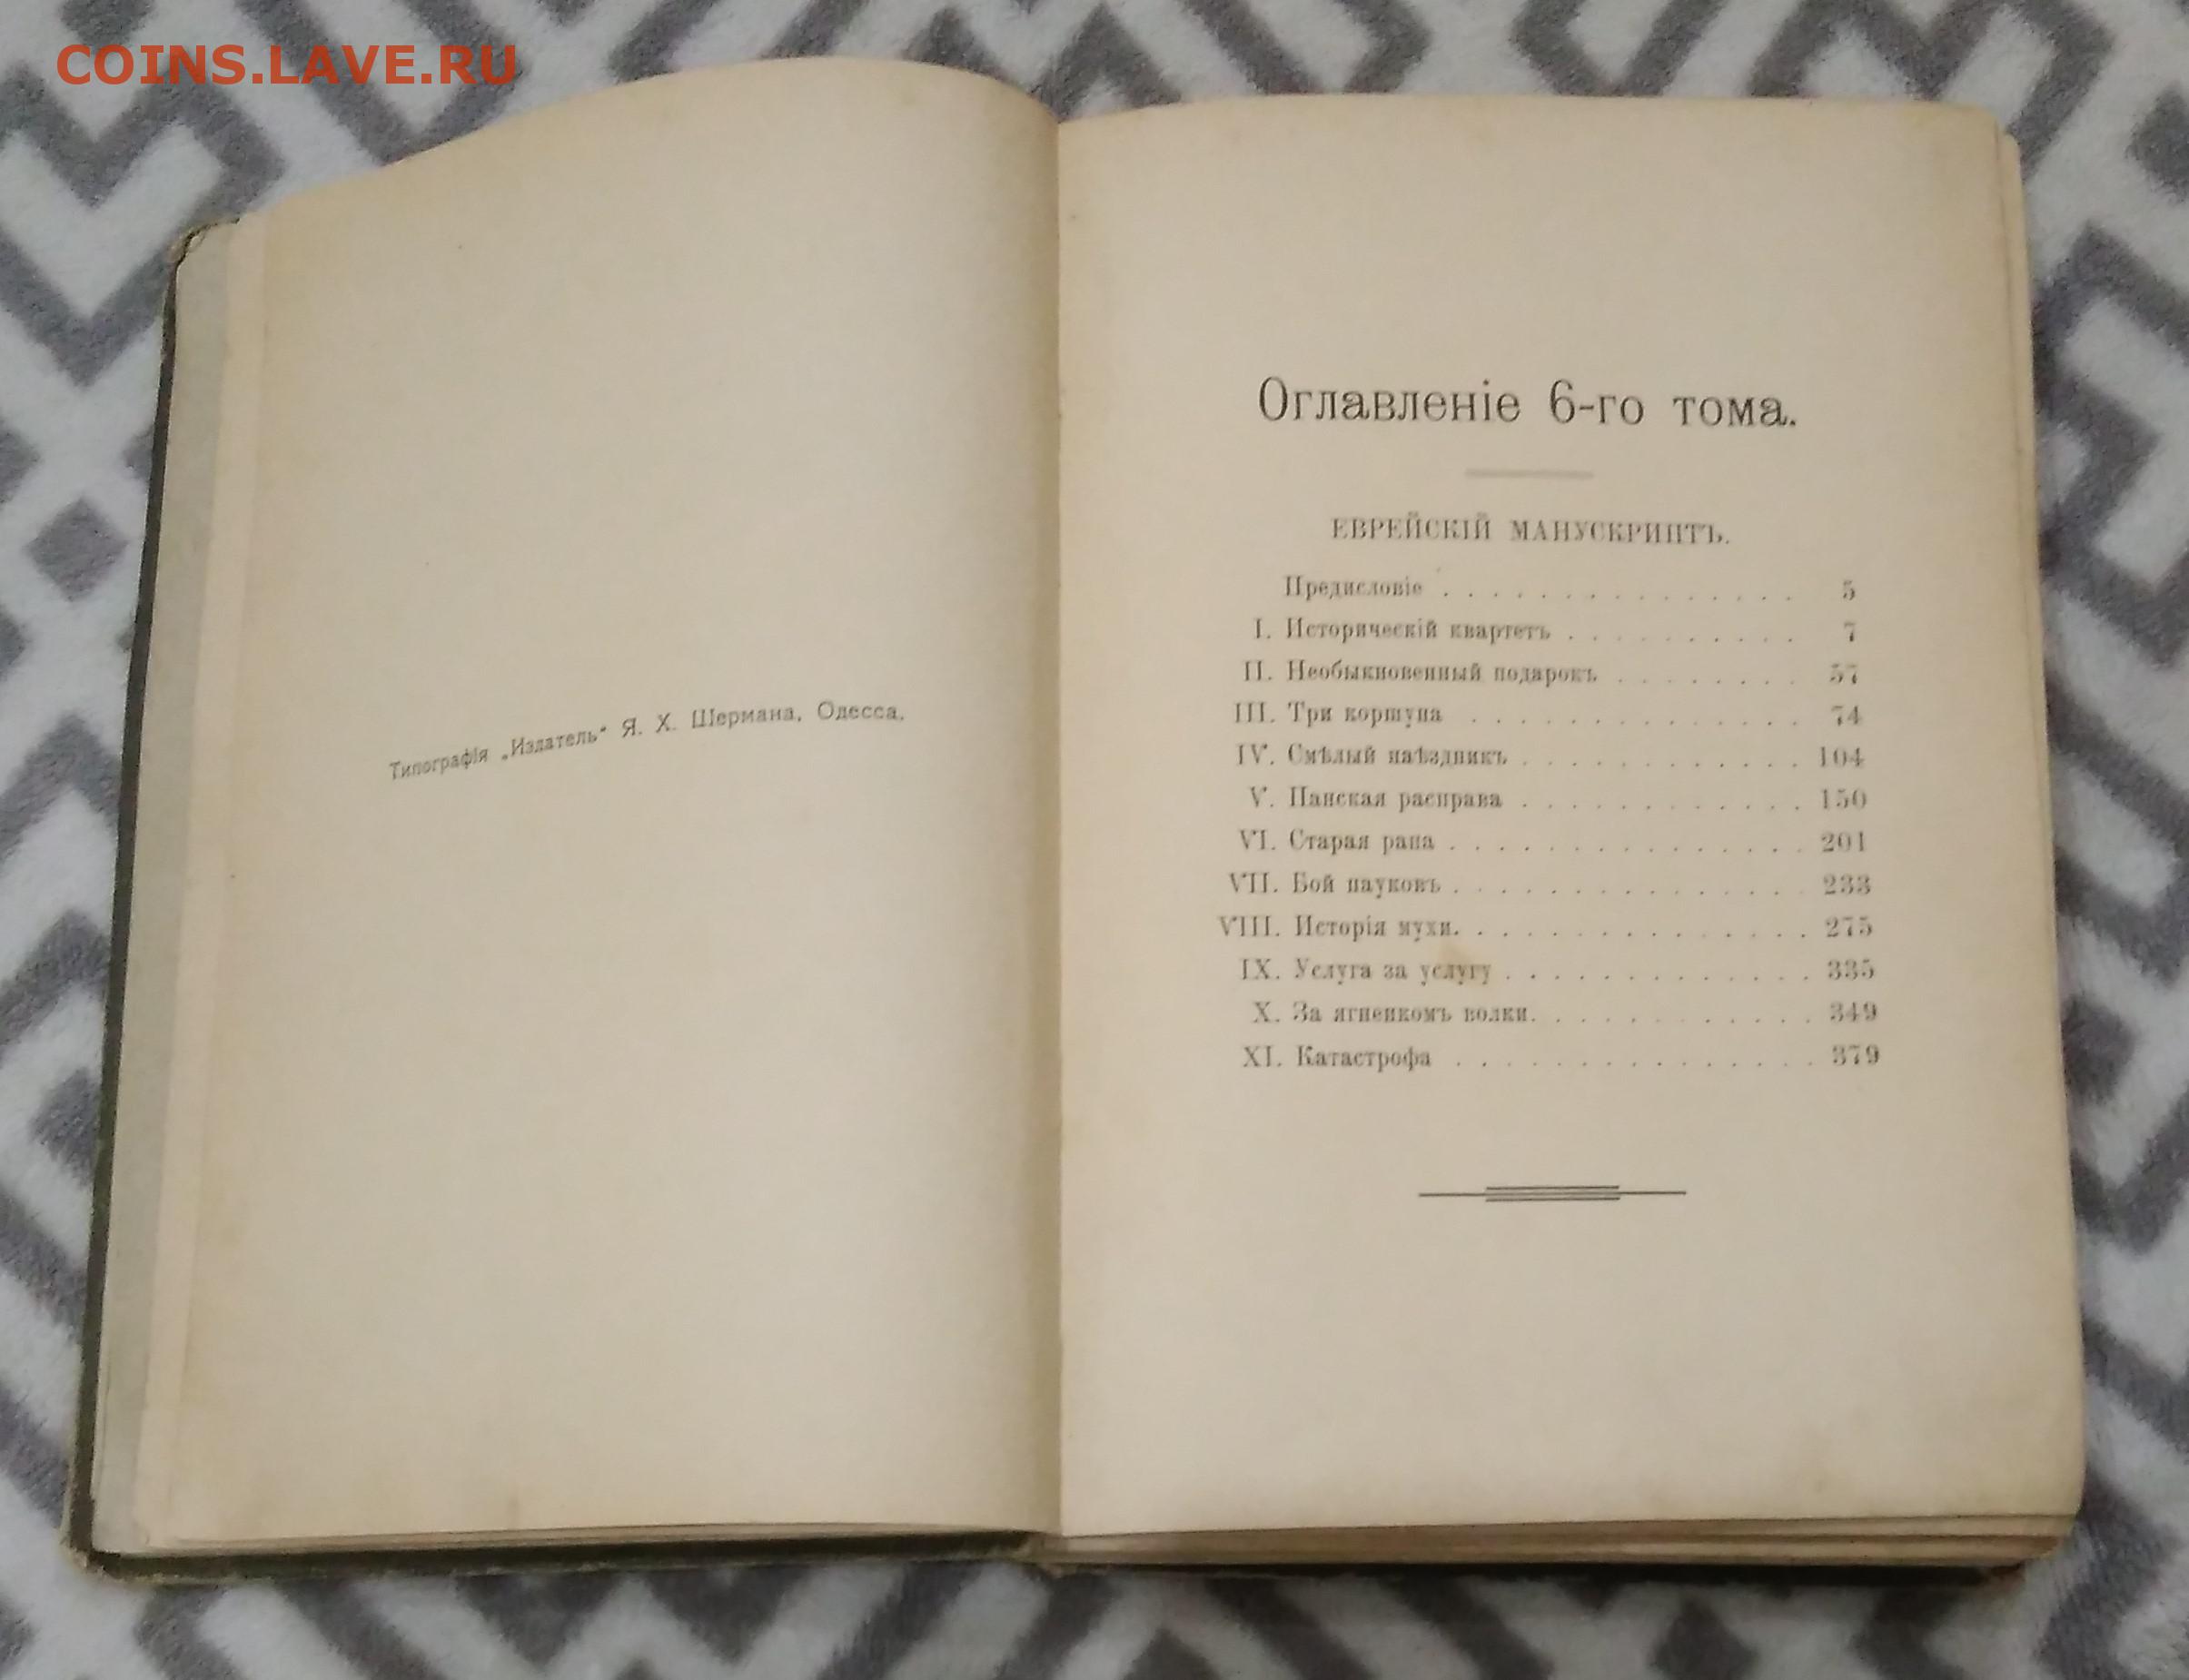 COINS.LAVE.RU
Типографія „Издатель“ Я. Х. Шермана, Одесса.
Оглавленіе 6-го тома.
ЕВРЕЙСКІЙ МАНУСКРИПТЪ.
Предисловіе . . . . . . . . . . . . . . . 5
I. Историческій квартетъ . . . . . . . . . . 7
II. Необыкновенный подарокъ . . . . . . . . 57
III. Три коршуна . . . . . . . . . . . . . . 74
IV. Смѣлый наѣздникъ . . . . . . . . . . . . 104
V. Панская расправа . . . . . . . . . . . . 150
VI. Старая рана . . . . . . . . . . . . . . . 201
VII. Бой пауковъ . . . . . . . . . . . . . . . 233
VIII. Исторія мухи. . . . . . . . . . . . . . . 275
IX. Услуга за услугу . . . . . . . . . . . . . 335
X. За ягненкомъ волки. . . . . . . . . . . . 349
XI. Катастрофа . . . . . . . . . . . . . . . 379